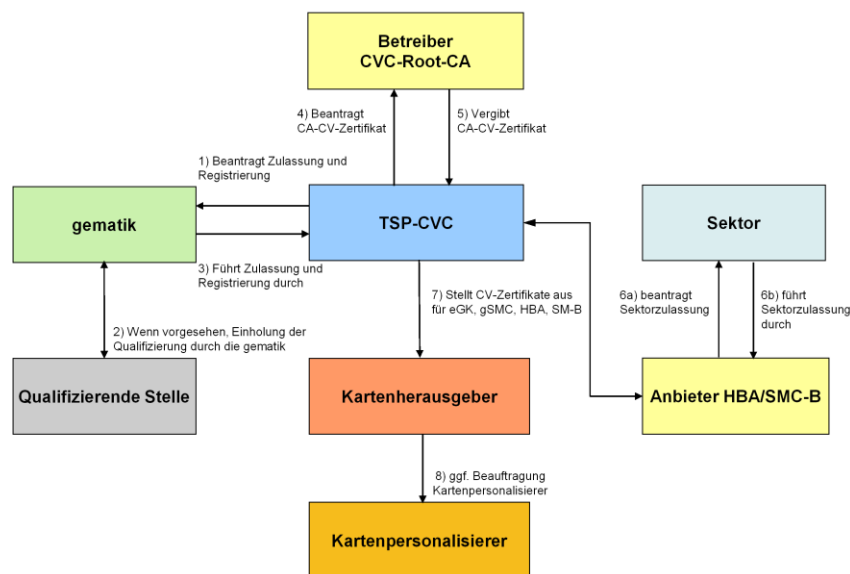 Betreiber
CVC-Root-CA
4) Beantragt
CA-CV-Zertifikat
5) Vergibt
CA-CV-Zertifikat
1) Beantragt Zulassung und
Registrierung
gematik
TSP-CVC
Sektor
3) Führt Zulassung und
Registrierung durch
7) Stellt CV-Zertifikate aus
für eGK, gSMC, HBA, SM-B
6a) beantragt
Sektorzulassung
6b) führt
Sektorzulassung
durch
2) Wenn vorgesehen, Einholung der
Qualifizierung durch die gematik
Qualifizierende Stelle
Kartenherausgeber
Anbieter HBA/SMC-B
8) ggf. Beauftragung
Kartenpersonalisierer
Kartenpersonalisierer